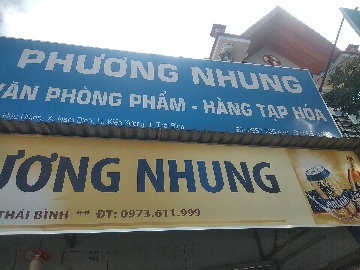 PHƯƠNG NHUNG
VĂN PHÒNG PHẨM - HÀNG TẠP HÓA
ƯƠNG NHUNG
THÁI BÌNH ** ĐT: 0973.611.999